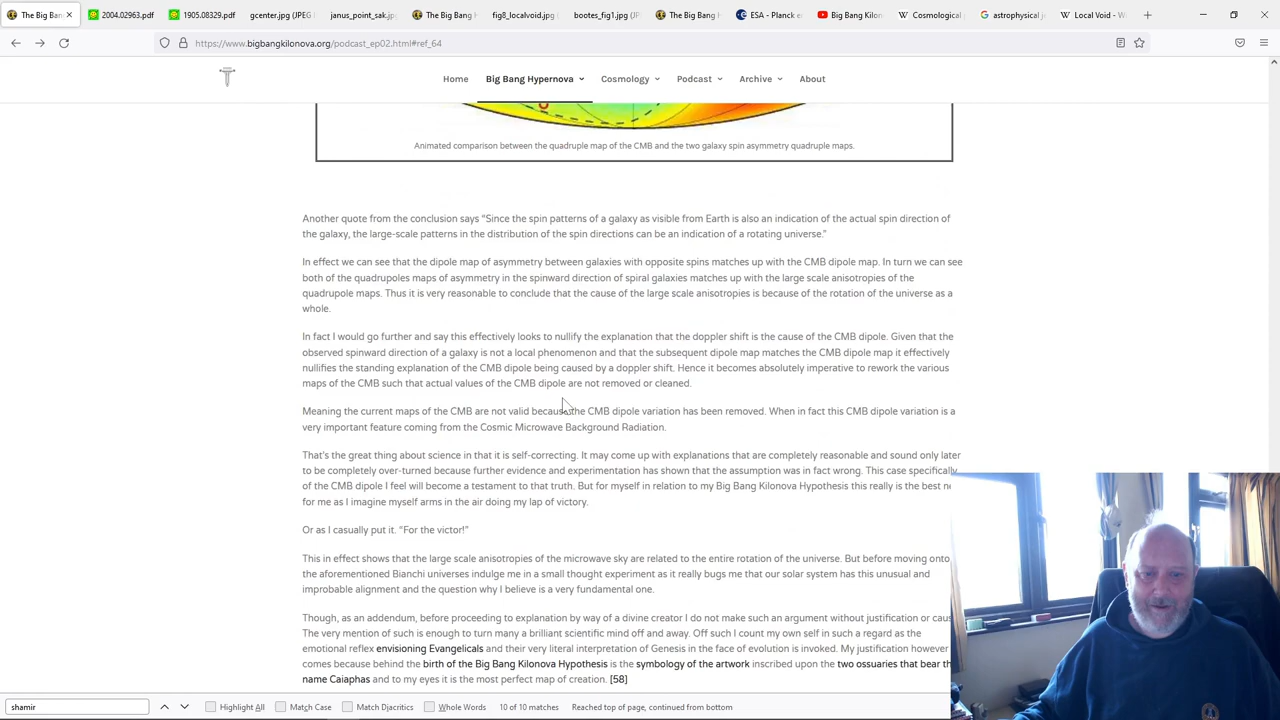 The Big Bang
2004.02963.pdf
1905.08329.pdf
gcenter.jpg (JPEG I
janus_point_sak.jp
The Big Bang H
fig8_localvoid.jpg (
bootes_fig1.jpg (JP
The Big Bang H
ESA - Planck e
Big Bang Kilon
Cosmological
astrophysical j
Local Void - Wi
https://www.bigbangkilonova.org/podcast_ep02.html#ref_64
Home
Big Bang Hypernova
Cosmology
Podcast
Archive
About
Animated comparison between the quadruple map of the CMB and the two galaxy spin asymmetry quadruple maps.
Another quote from the conclusion says “Since the spin patterns of a galaxy as visible from Earth is also an indication of the actual spin direction of
the galaxy, the large-scale patterns in the distribution of the spin directions can be an indication of a rotating universe.”
In effect we can see that the dipole map of asymmetry between galaxies with opposite spins matches up with the CMB dipole map. In turn we can see
both of the quadrupoles maps of asymmetry in the spinward direction of spiral galaxies matches up with the large scale anisotropies of the
quadrupole maps. Thus it is very reasonable to conclude that the cause of the large scale anisotropies is because of the rotation of the universe as a
whole.
In fact I would go further and say this effectively looks to nullify the explanation that the doppler shift is the cause of the CMB dipole. Given that the
observed spinward direction of a galaxy is not a local phenomenon and that the subsequent dipole map matches the CMB dipole map it effectively
nullifies the standing explanation of the CMB dipole being caused by a doppler shift. Hence it becomes absolutely imperative to rework the various
maps of the CMB such that actual values of the CMB dipole are not removed or cleaned.
Meaning the current maps of the CMB are not valid because the CMB dipole variation has been removed. When in fact this CMB dipole variation is a
very important feature coming from the Cosmic Microwave Background Radiation.
That's the great thing about science in that it is self-correcting. It may come up with explanations that are completely reasonable and sound only later
to be completely over-turned because further evidence and experimentation has shown that the assumption was in fact wrong. This case specifically
of the CMB dipole I feel will become a testament to that truth. But for myself in relation to my Big Bang Kilonova Hypothesis this really is the best n
for me as I imagine myself arms in the air doing my lap of victory.
Or as I casually put it. “For the victor!”
This in effect shows that the large scale anisotropies of the microwave sky are related to the entire rotation of the universe. But before moving onto
the aforementioned Bianchi universes indulge me in a small thought experiment as it really bugs me that our solar system has this unusual and
improbable alignment and the question why I believe is a very fundamental one.
Though, as an addendum, before proceeding to explanation by way of a divine creator I do not make such an argument without justification or cau
The very mention of such is enough to turn many a brilliant scientific mind off and away. Off such I count my own self in such a regard as the
emotional reflex envisioning Evangelicals and their very literal interpretation of Genesis in the face of evolution is invoked. My justification however
comes because behind the birth of the Big Bang Kilonova Hypothesis is the symbology of the artwork inscribed upon the two ossuaries that bear th
name Caiaphas and to my eyes it is the most perfect map of creation. [58]
shamir
Highlight All
Match Case
Match Diacritics
Whole Words
10 of 10 matches
Reached top of page, continued from bottom